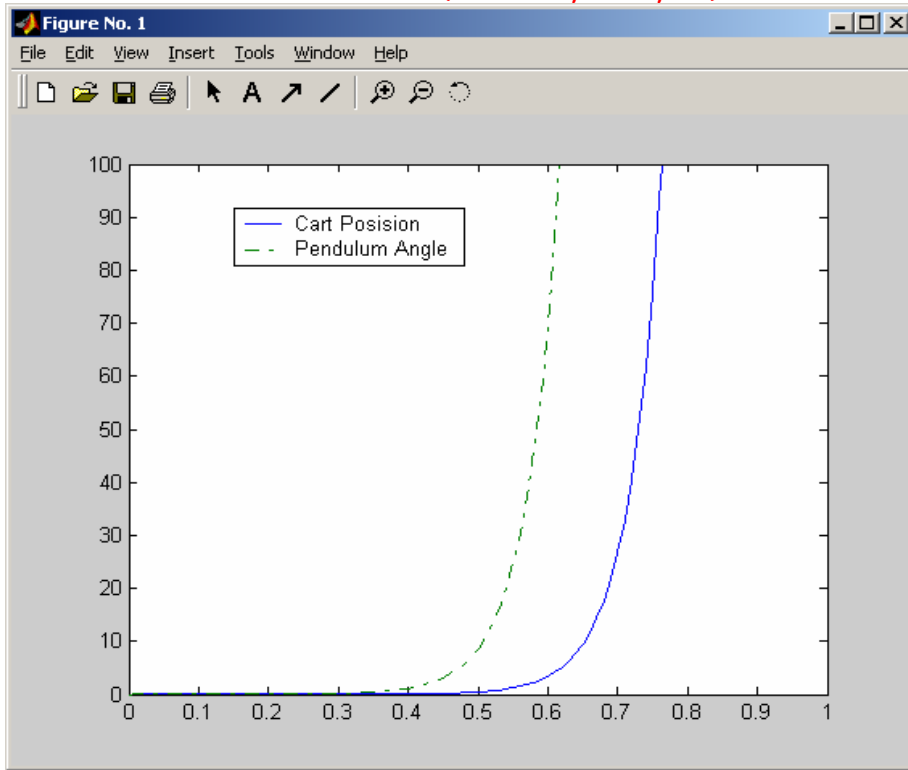 Figure No. 1
File Edit View Insert Tools Window Help
A
100
90
80
70
60
50
40
30
20
10
0
Cart Posision
Pendulum Angle
0 0.1 0.2 0.3 0.4 0.5 0.6 0.7 0.8 0.9 1